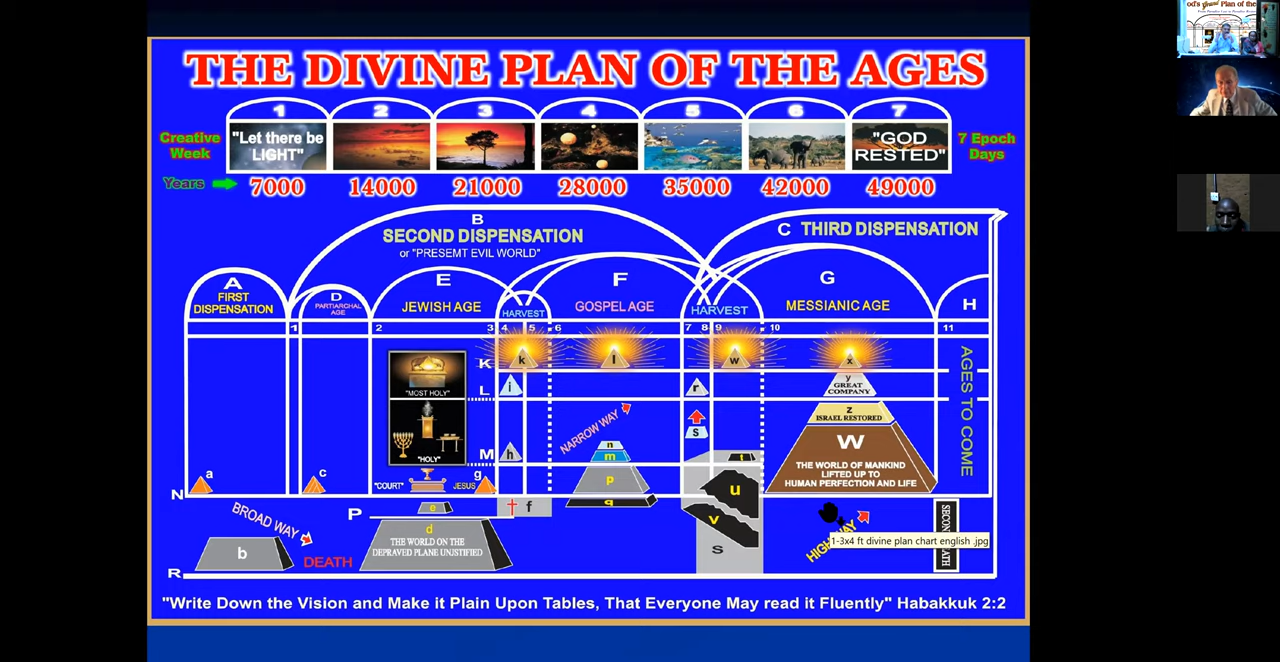 THE DIVINE PLAN OF THE AGES
1 2 3 4 5 6 7
Creative
Week
"Let there be
LIGHT"
"GOD
RESTED"
7 Epoch
Days
Years
7000 14000 21000 28000 35000 42000 49000
B
SECOND DISPENSATION
or "PRESEMT EVIL WORLD"
C THIRD DISPENSATION
A
FIRST
DISPENSATION
D
PARTIARCHAL
AGE
E
JEWISH AGE
HARVEST
F
GOSPEL AGE
HARVEST
G
MESSIANIC AGE
H
1 2 3 4 5 6 7 8 9 10 11
K
k l w x
"MOST HOLY"
L
i r
y
GREAT
COMPANY
AGES TO COME
NARROW WAY
s
z
ISRAEL RESTORED
"HOLY"
M
h n
m
t
W
THE WORLD OF MANKIND
LIFTED UP TO
HUMAN PERFECTION AND LIFE
N
a c
"COURT"
JESUS
g
p
q
u
P
e
f
v
BROAD WAY
b
DEATH
d
THE WORLD ON THE
DEPRAVED PLANE UNJUSTIFIED
S
1-3x4 ft divine plan chart english .jpg
R
"Write Down the Vision and Make it Plain Upon Tables, That Everyone May read it Fluently" Habakkuk 2:2